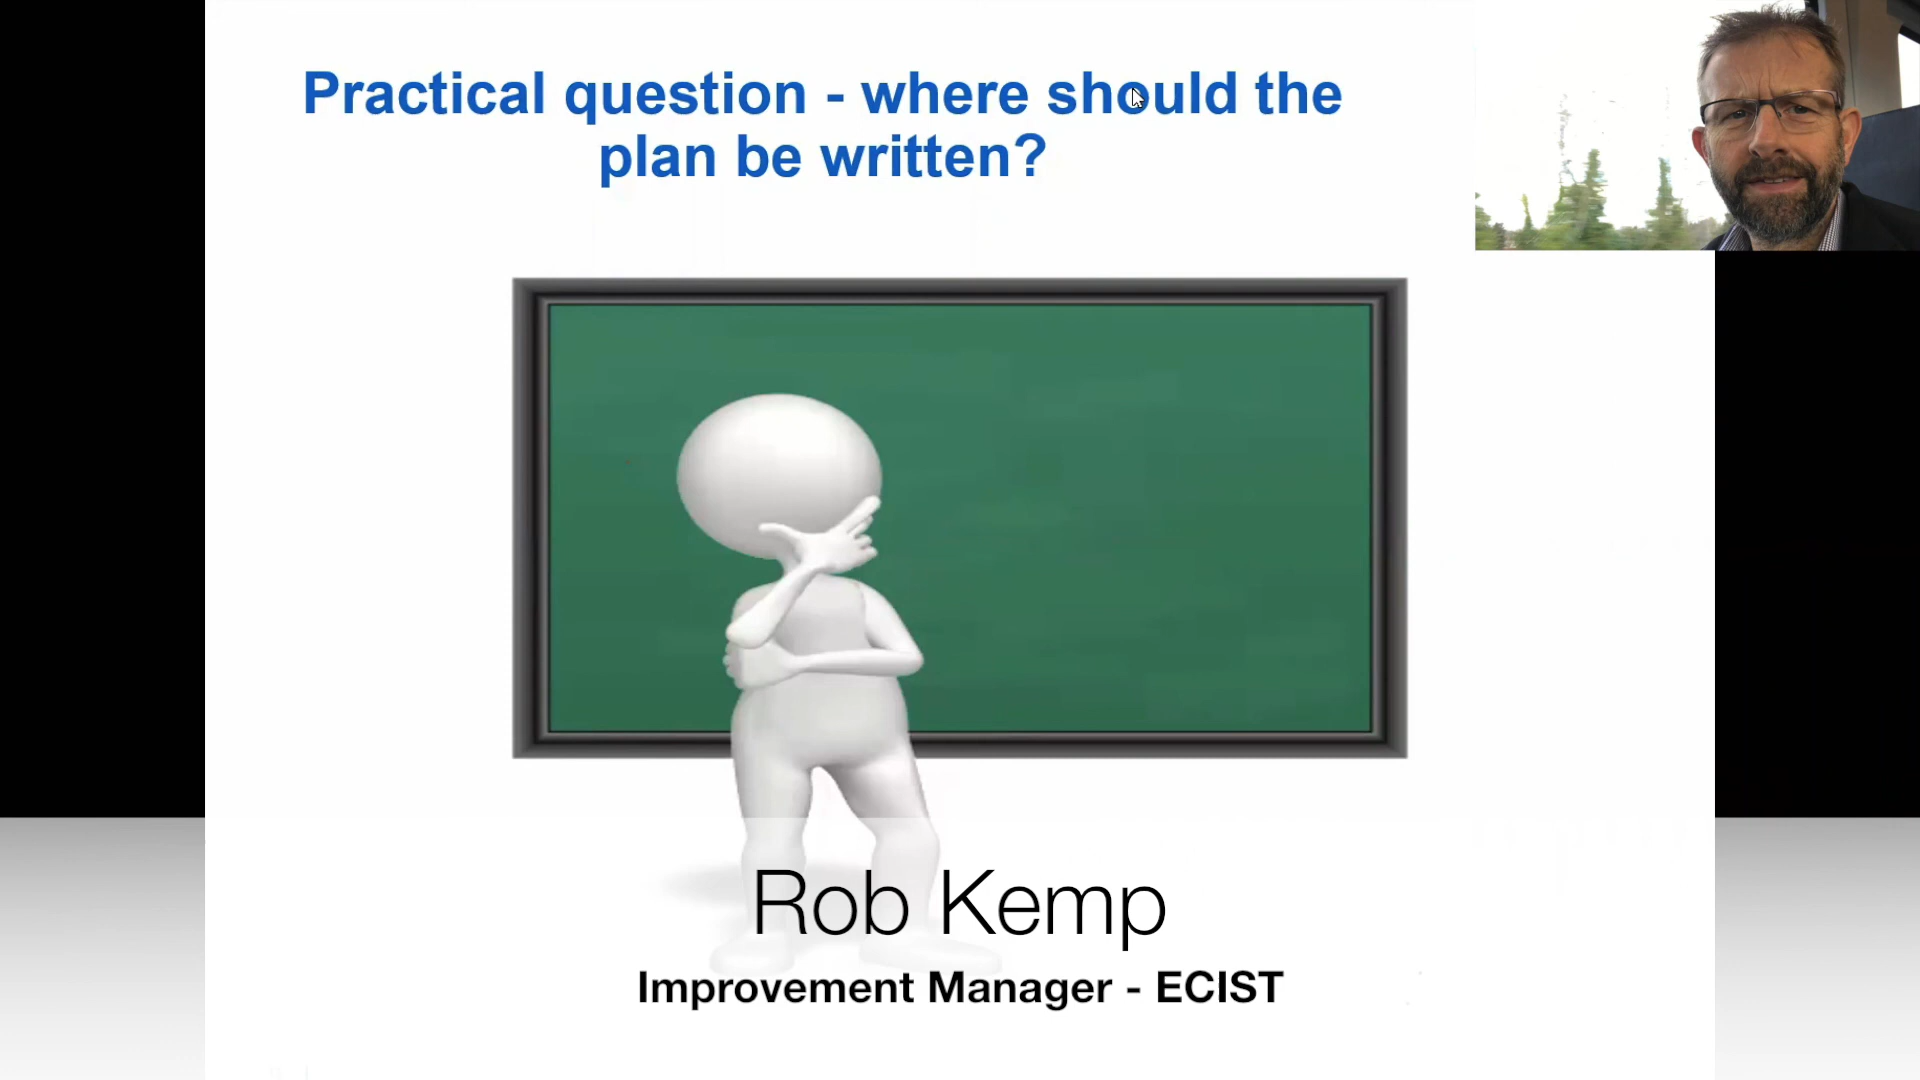 Practical question - where should the
plan be written?
Rob Kemp
Improvement Manager - ECIST